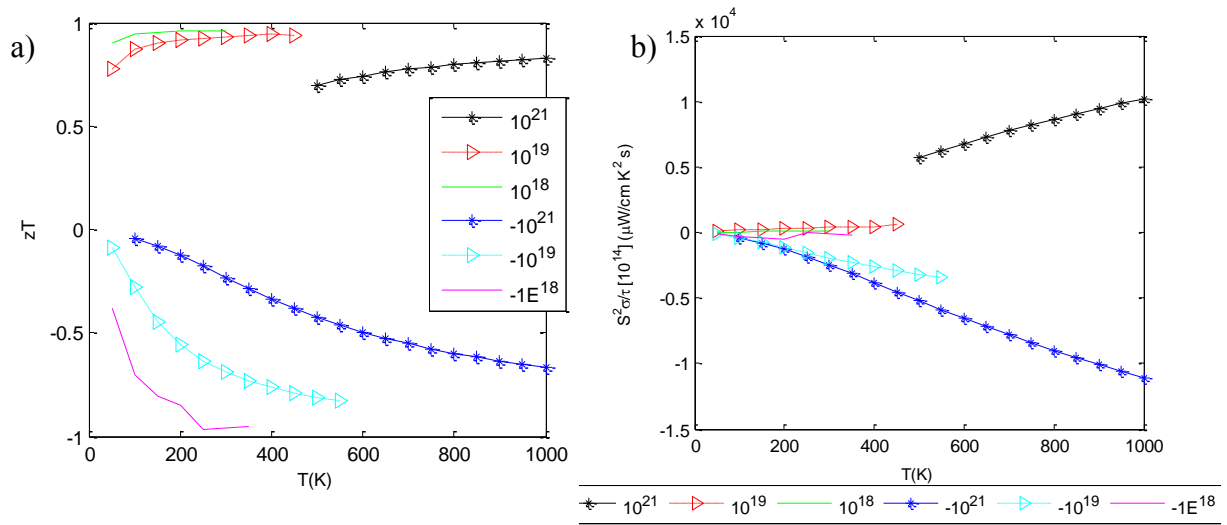 a)
zT
1
0.5
0
-0.5
-1
0 200 400 600 800 1000
T(K)
10^21
10^19
10^18
-10^21
-10^19
-1E^18
b)
x 10^4
S^2σ/τ [10^14] (μW/cm K^2 s)
1.5
1
0.5
0
-0.5
-1
-1.5
0 200 400 600 800 1000
T(K)
10^21 10^19 10^18 -10^21 -10^19 -1E^18